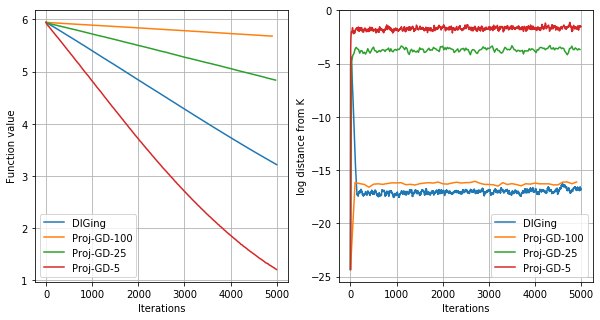 6
5
4
3
2
1
Function value
0
1000
2000
3000
4000
5000
Iterations
DIGing
Proj-GD-100
Proj-GD-25
Proj-GD-5
0
−5
−10
−15
−20
−25
log distance from K
0
1000
2000
3000
4000
5000
Iterations
DIGing
Proj-GD-100
Proj-GD-25
Proj-GD-5